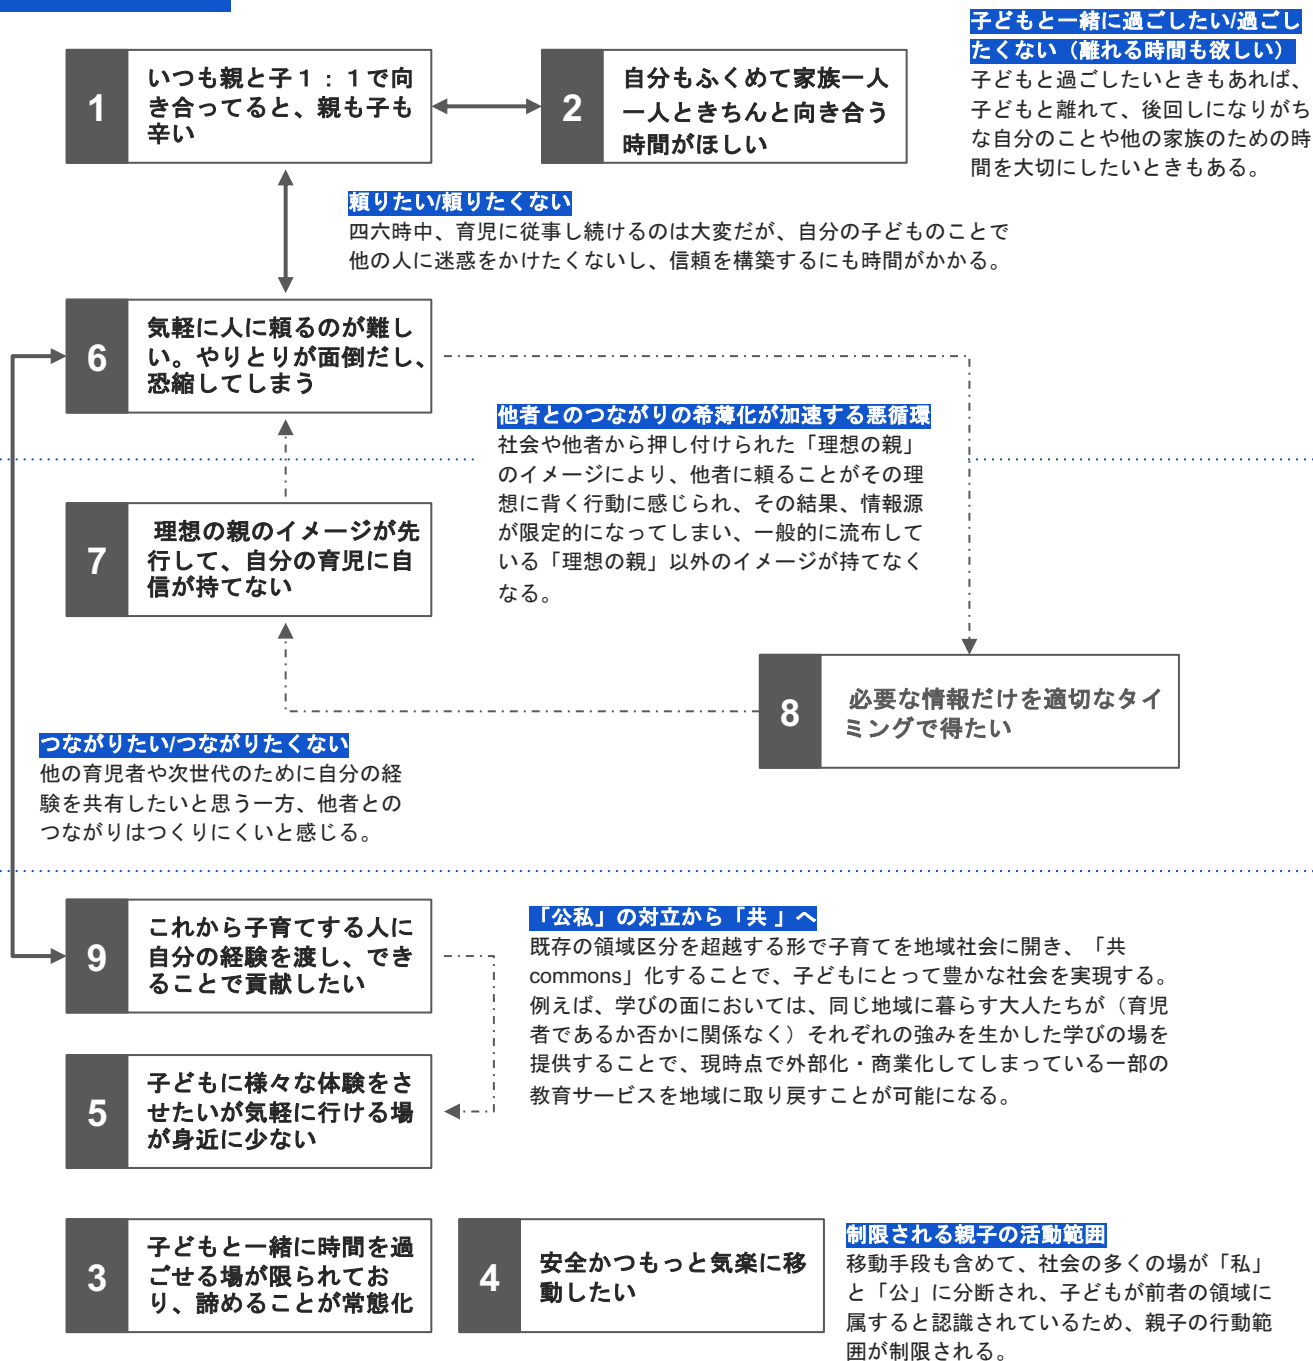 子どもと一緒に過ごしたい/過ごし
たくない（離れる時間も欲しい）
子どもと過ごしたいときもあれば、
子どもと離れて、後回しになりがち
な自分のことや他の家族のための時
間を大切にしたいときもある。
1
いつも親と子１：１で向
き合ってると、親も子も
辛い
2
自分もふくめて家族一人
一人ときちんと向き合う
時間がほしい
頼りたい/頼りたくない
四六時中、育児に従事し続けるのは大変だが、自分の子どものことで
他の人に迷惑をかけたくないし、信頼を構築するにも時間がかかる。
6
気軽に人に頼るのが難し
い。やりとりが面倒だし、
恐縮してしまう
他者とのつながりの希薄化が加速する悪循環
社会や他者から押し付けられた「理想の親」
のイメージにより、他者に頼ることがその理
想に背く行動に感じられ、その結果、情報源
が限定的になってしまい、一般的に流布して
いる「理想の親」以外のイメージが持てなく
なる。
7
理想の親のイメージが先
行して、自分の育児に自
信が持てない
8
必要な情報だけを適切なタイ
ミングで得たい
つながりたい/つながりたくない
他の育児者や次世代のために自分の経
験を共有したいと思う一方、他者との
つながりはつくりにくいと感じる。
9
これから子育てする人に
自分の経験を渡し、でき
ることで貢献したい
「公私」の対立から「共 」へ
既存の領域区分を超越する形で子育てを地域社会に開き、「共
commons」化することで、子どもにとって豊かな社会を実現する。
例えば、学びの面においては、同じ地域に暮らす大人たちが（育児
者であるか否かに関係なく）それぞれの強みを生かした学びの場を
提供することで、現時点で外部化・商業化してしまっている一部の
教育サービスを地域に取り戻すことが可能になる。
5
子どもに様々な体験をさ
せたいが気軽に行ける場
が身近に少ない
3
子どもと一緒に時間を過
ごせる場が限られてお
り、諦めることが常態化
4
安全かつもっと気楽に移
動したい
制限される親子の活動範囲
移動手段も含めて、社会の多くの場が「私」
と「公」に分断され、子どもが前者の領域に
属すると認識されているため、親子の行動範
囲が制限される。